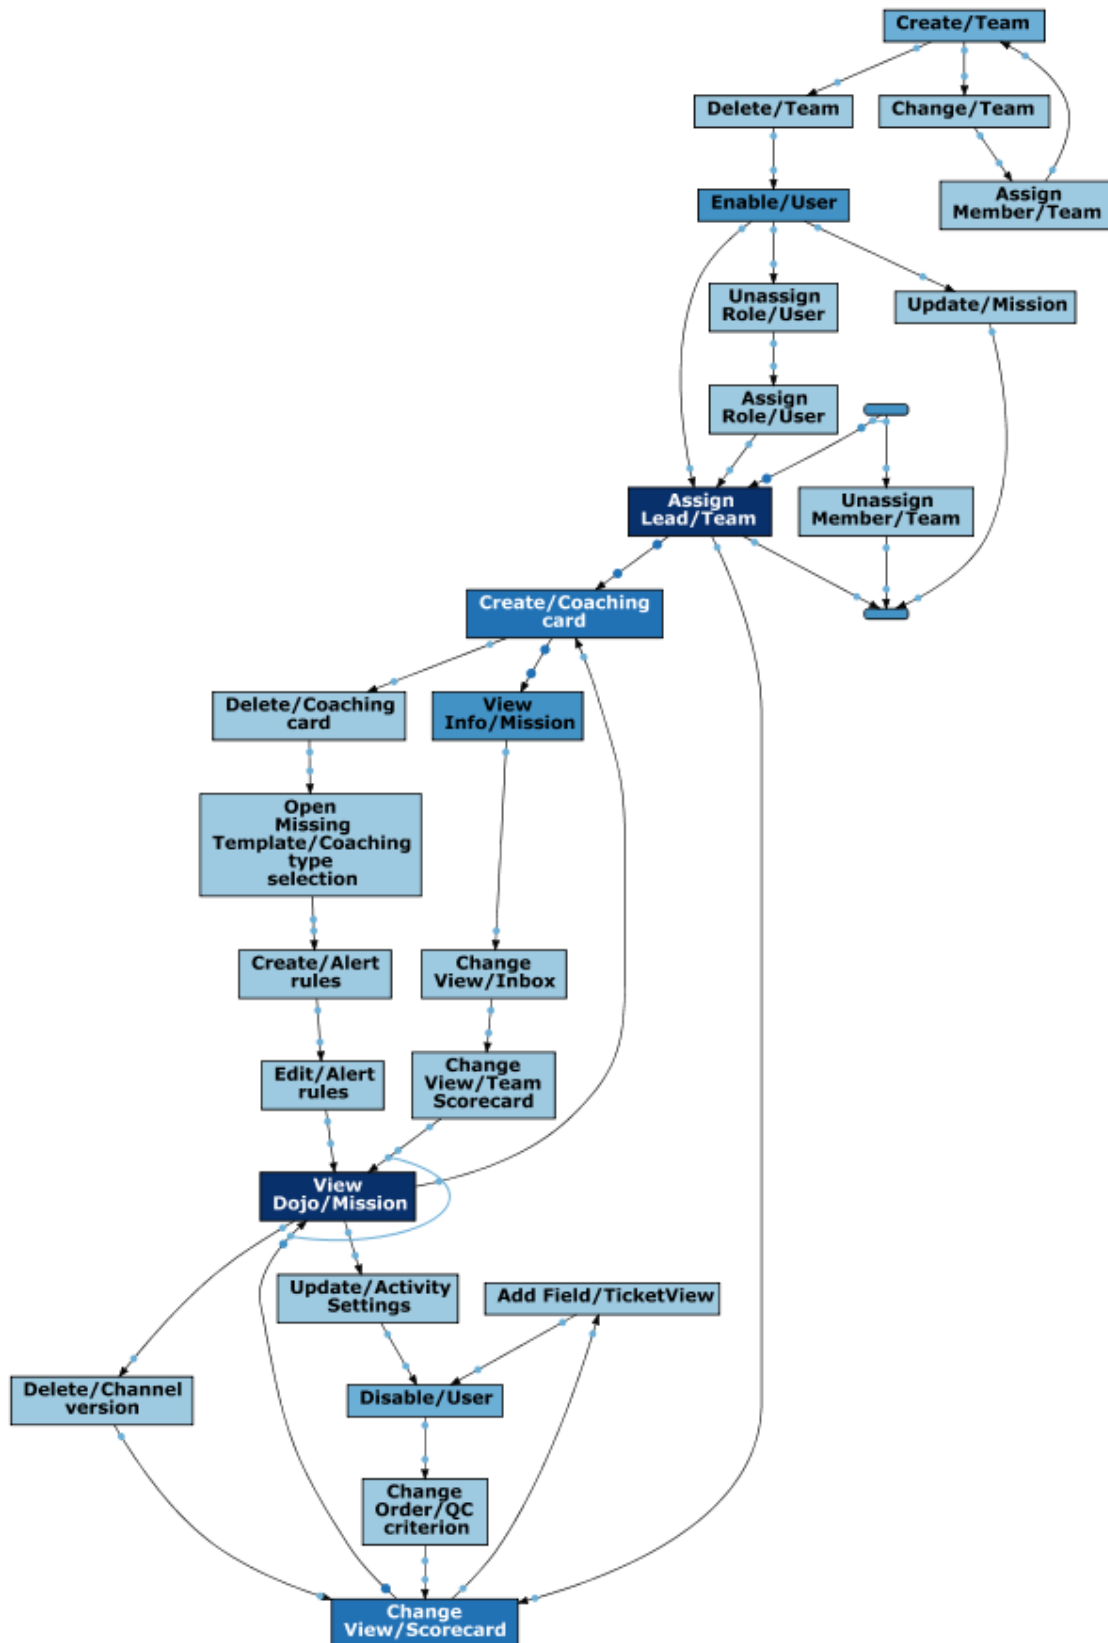 Create/Team
Delete/Team
Change/Team
Assign
Member/Team
Enable/User
Unassign
Role/User
Update/Mission
Assign
Role/User
Assign
Lead/Team
Unassign
Member/Team
Create/Coaching
card
Delete/Coaching
card
View
Info/Mission
Open
Missing
Template/Coaching
type
selection
Create/Alert
rules
Change
View/Inbox
Edit/Alert
rules
Change
View/Team
Scorecard
View
Dojo/Mission
Update/Activity
Settings
Add Field/TicketView
Delete/Channel
version
Disable/User
Change
Order/QC
criterion
Change
View/Scorecard